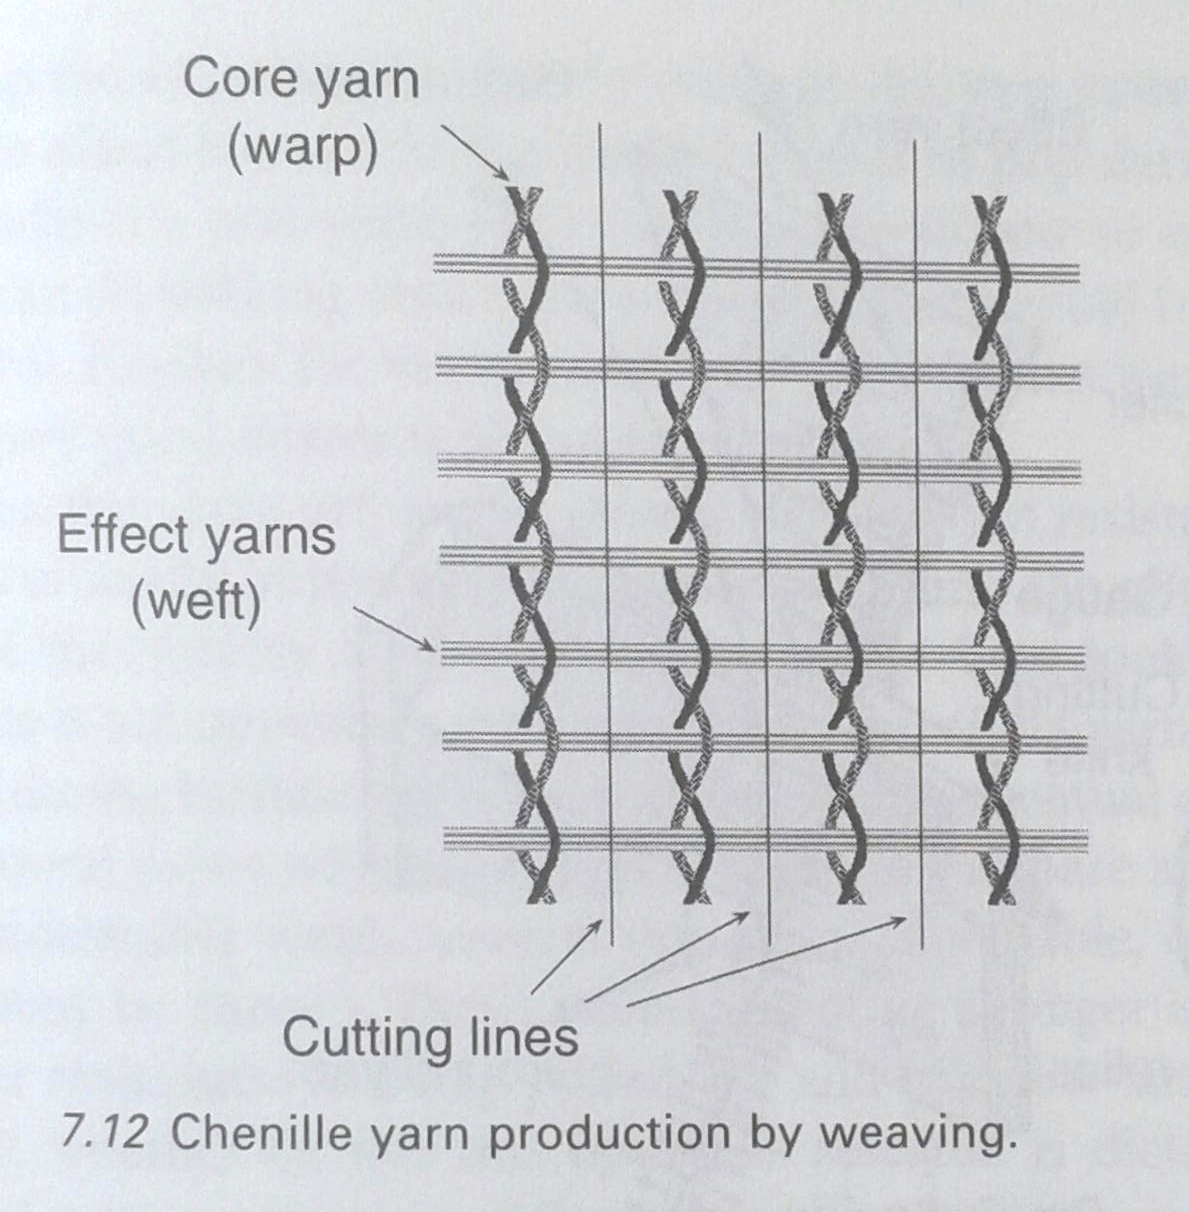 Core yarn
(warp)
Effect yarns
(weft)
Cutting lines
7.12 Chenille yarn production by weaving.